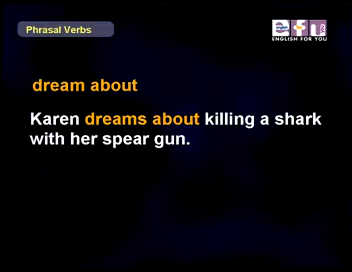 Phrasal Verbs
ENGLISH FOR YOU
dream about
Karen dreams about killing a shark
with her spear gun.